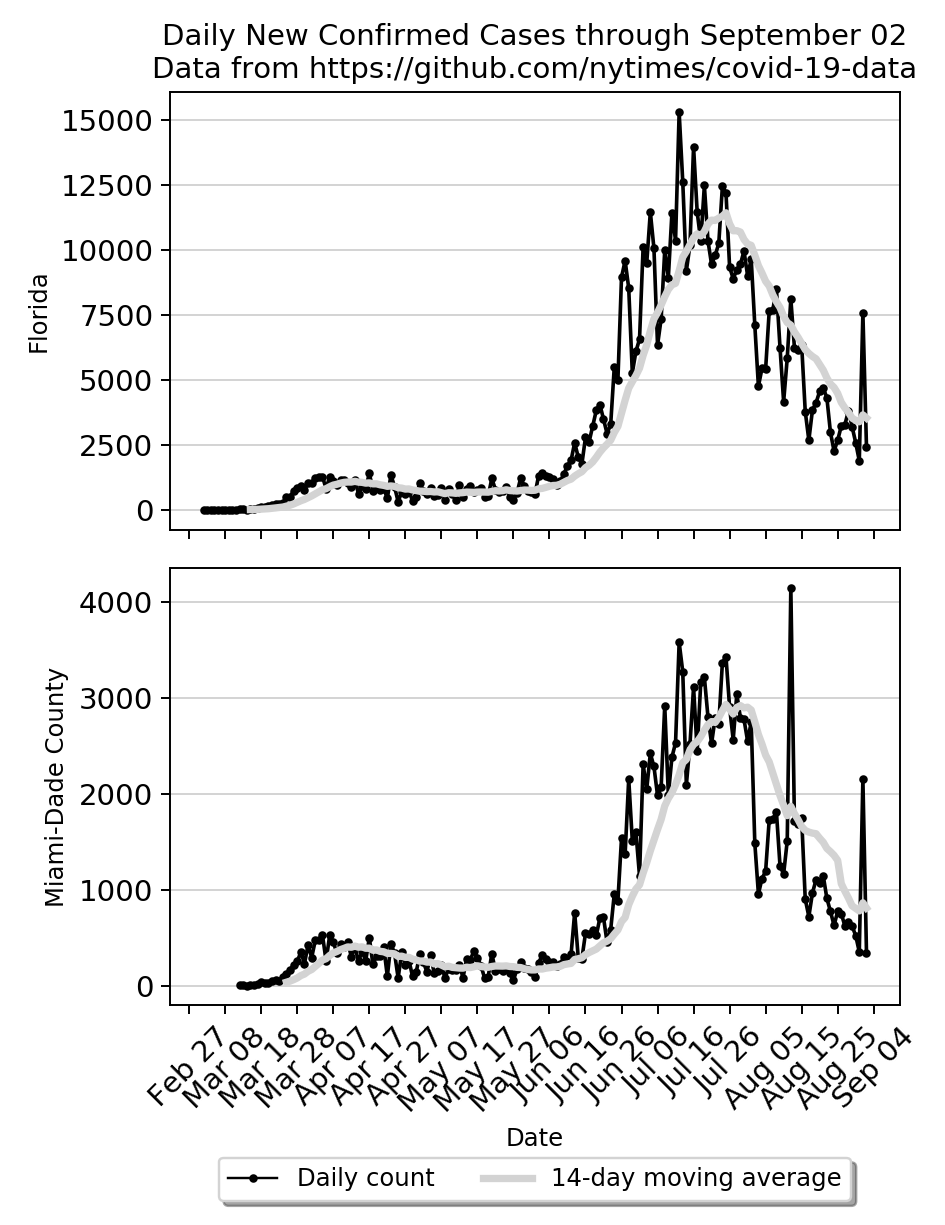 Daily New Confirmed Cases through September 02
Data from https://github.com/nytimes/covid-19-data
15000
12500
10000
7500
5000
2500
0
Florida
4000
3000
2000
1000
0
Miami-Dade County
Feb 27
Mar 08
Mar 18
Mar 28
Apr 07
Apr 17
Apr 27
May 07
May 17
May 27
Jun 06
Jun 16
Jun 26
Jul 06
Jul 16
Jul 26
Aug 05
Aug 15
Aug 25
Sep 04
Date
Daily count
14-day moving average